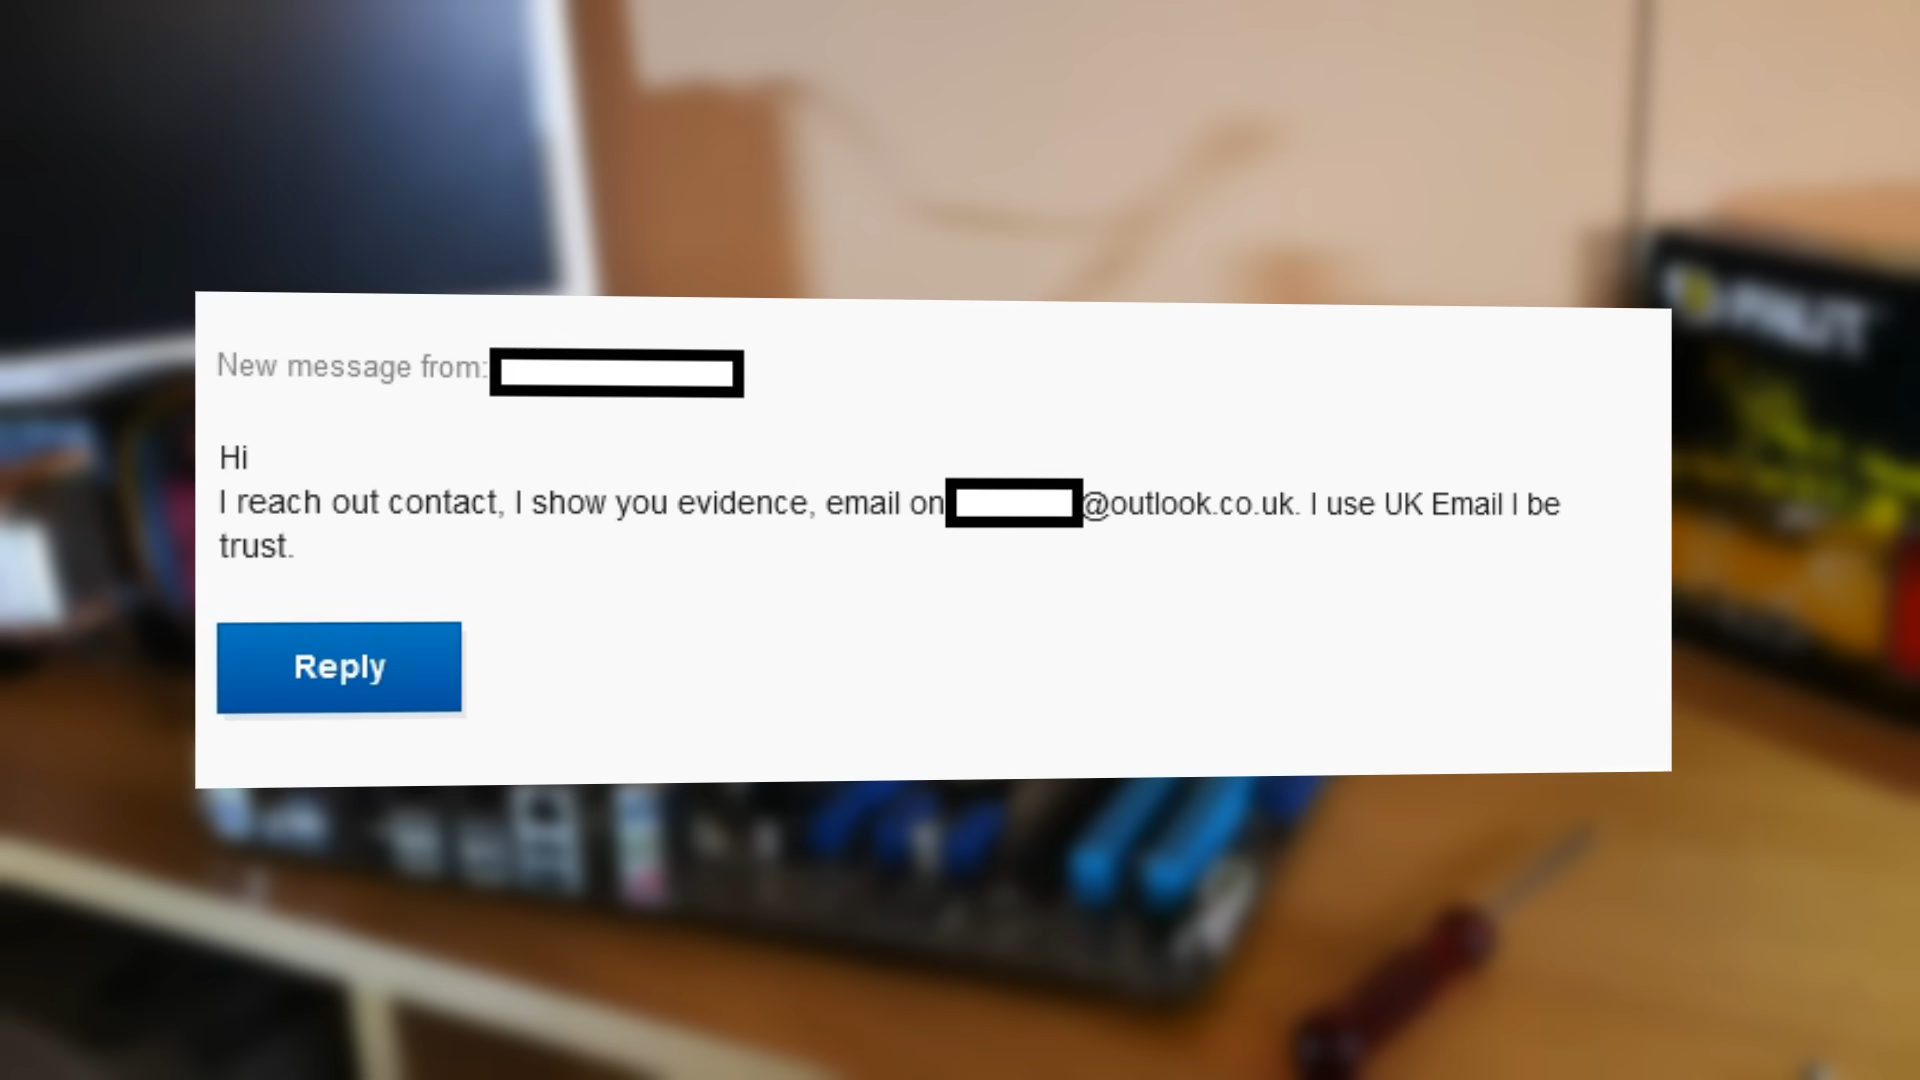 New message from:
Hi
I reach out contact, I show you evidence, email on @outlook.co.uk. I use UK Email I be
trust.
Reply
PALIT